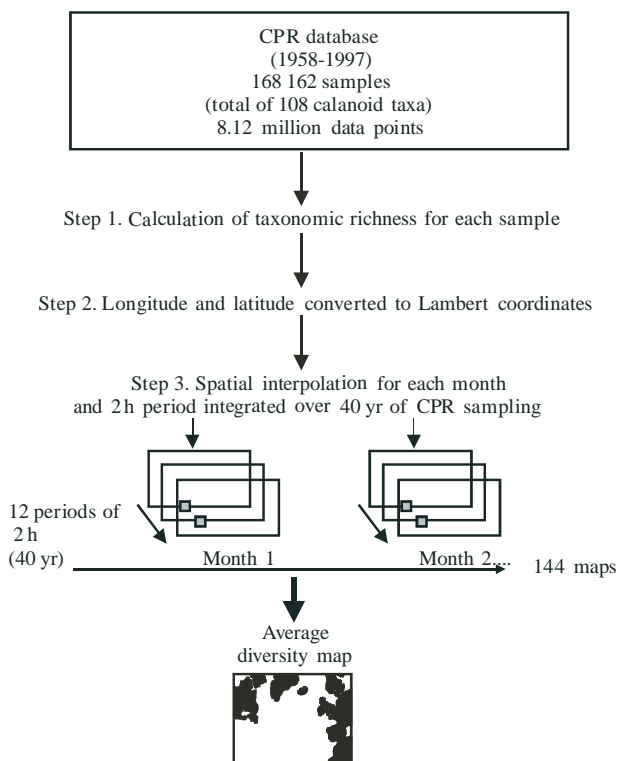 CPR database
(1958-1997)
168 162 samples
(total of 108 calanoid taxa)
8.12 million data points
Step 1. Calculation of taxonomic richness for each sample
Step 2. Longitude and latitude converted to Lambert coordinates
Step 3. Spatial interpolation for each month
and 2h period integrated over 40 yr of CPR sampling
12 periods of
2h
(40 yr)
Month 1
Month 2....
144 maps
Average
diversity map